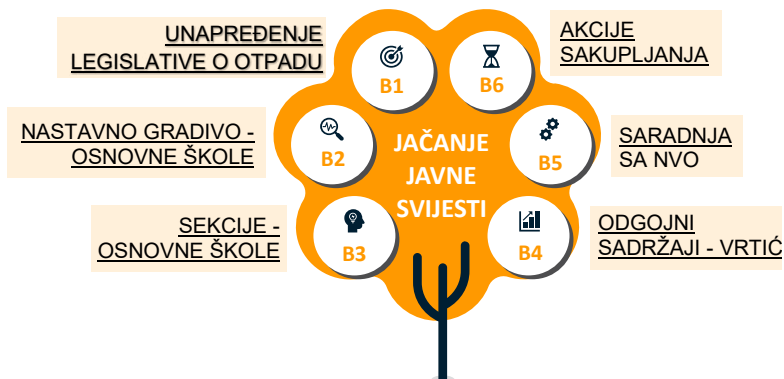 UNAPREĐENJE
LEGISLATIVE O OTPADU
B1
B6
AKCIJE
SAKUPLJANJA
NASTAVNO GRADIVO -
OSNOVNE ŠKOLE
B2
JAČANJE
JAVNE
SVIJESTI
B5
SARADNJA
SA NVO
SEKCIJE -
OSNOVNE ŠKOLE
B3
B4
ODGOJNI
SADRŽAJI - VRTIĆ